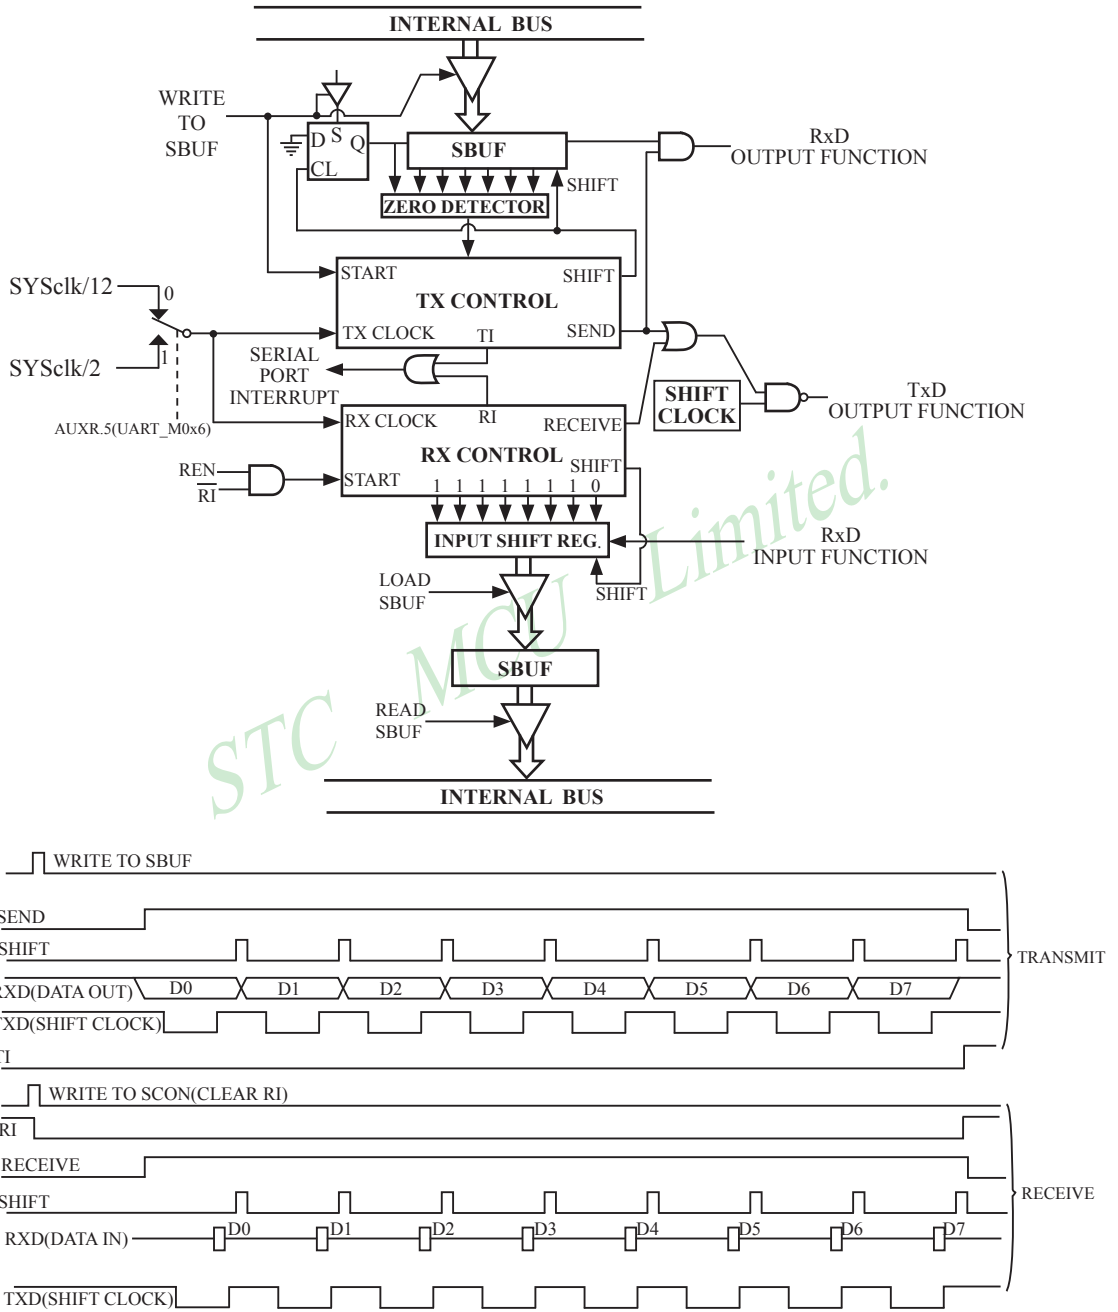 INTERNAL BUS
WRITE
TO
SBUF
D
S
Q
CL
SBUF
RxD
OUTPUT FUNCTION
SHIFT
ZERO DETECTOR
START
SHIFT
TX CONTROL
SYSclk/12
0
TX CLOCK
TI
SEND
SYSclk/2
1
SERIAL
PORT
INTERRUPT
SHIFT
CLOCK
TxD
OUTPUT FUNCTION
AUXR.5(UART_M0x6)
RX CLOCK
RI
RECEIVE
RX CONTROL
SHIFT
REN
RI
START
1 1 1 1 1 1 1 0
INPUT SHIFT REG.
RxD
INPUT FUNCTION
LOAD
SBUF
SHIFT
SBUF
READ
SBUF
INTERNAL BUS
STC MCU Limited.
WRITE TO SBUF
SEND
SHIFT
TRANSMIT
RXD(DATA OUT) D0 D1 D2 D3 D4 D5 D6 D7
TXD(SHIFT CLOCK)
TI
WRITE TO SCON(CLEAR RI)
RI
RECEIVE
SHIFT
RECEIVE
RXD(DATA IN) D0 D1 D2 D3 D4 D5 D6 D7
TXD(SHIFT CLOCK)